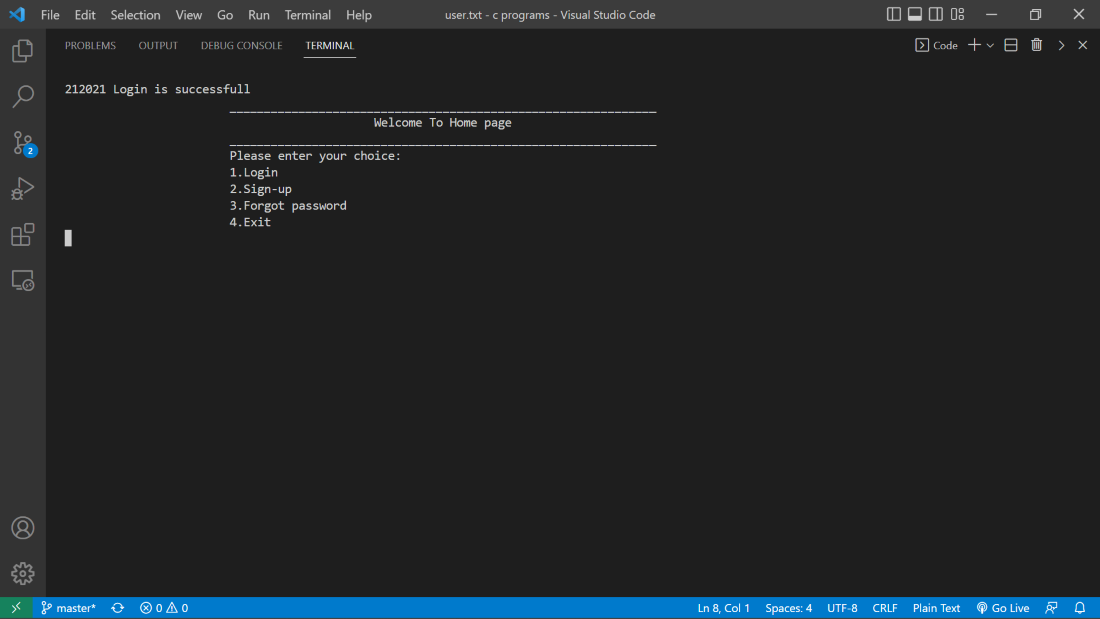 File Edit Selection View Go Run Terminal Help user.txt - c programs - Visual Studio Code
PROBLEMS OUTPUT DEBUG CONSOLE TERMINAL Code
212021 Login is successfull
Welcome To Home page
Please enter your choice:
1.Login
2.Sign-up
3.Forgot password
4.Exit
2
master* 0 0 Ln 8, Col 1 Spaces: 4 UTF-8 CRLF Plain Text Go Live